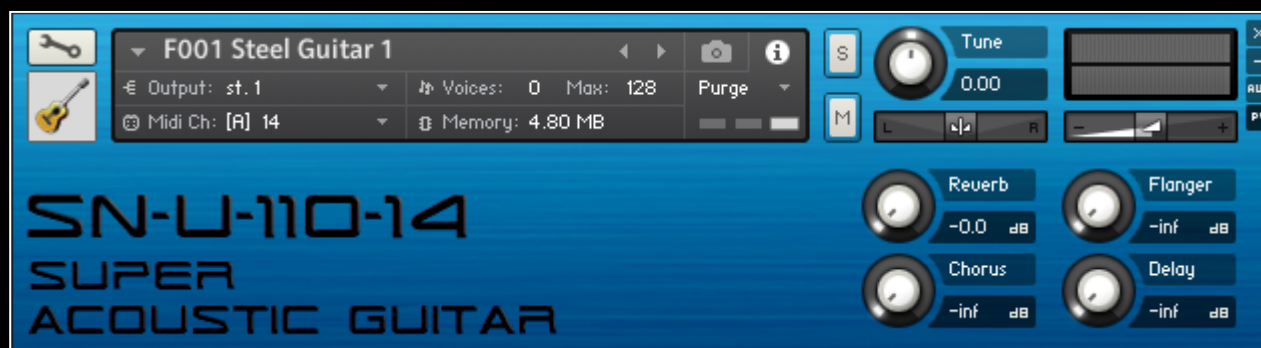 F001 Steel Guitar 1
Output: st.1
Voices: 0 Max: 128
Purge
Midi Ch: [A] 14
Memory: 4.80 MB
S
M
Tune
0.00
L R
- +
AU
SN-U-110-14
SUPER
ACOUSTIC GUITAR
Reverb
-0.0 dB
Flanger
-inf dB
Chorus
-inf dB
Delay
-inf dB